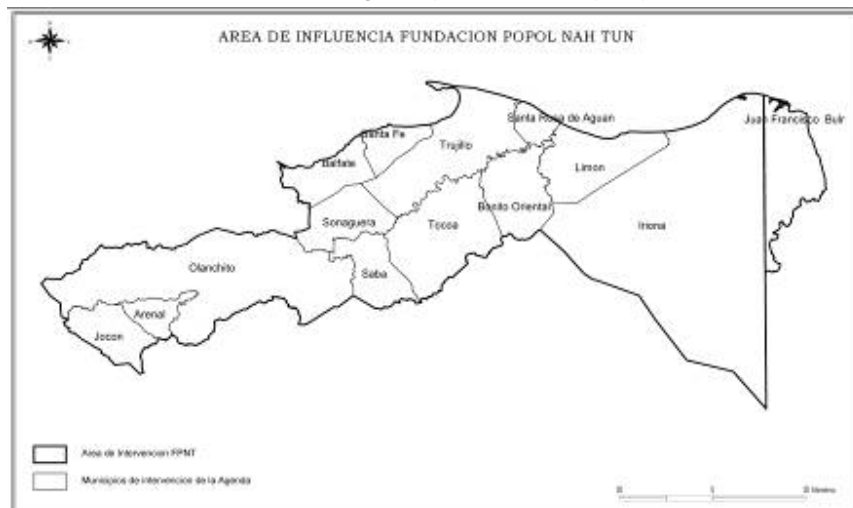 AREA DE INFLUENCIA FUNDACION POPOL NAH TUN
Santa Rosa de Aguan
Juan Francisco Bulr
Santa Fe
Trujillo
Balfate
Limon
Bonito Oriental
Sonaguera
Tocoa
Iriona
Olanchito
Saba
Arenal
Jocon
Area de Intervencion FPNT
Municipios de intervencion de la Agenda